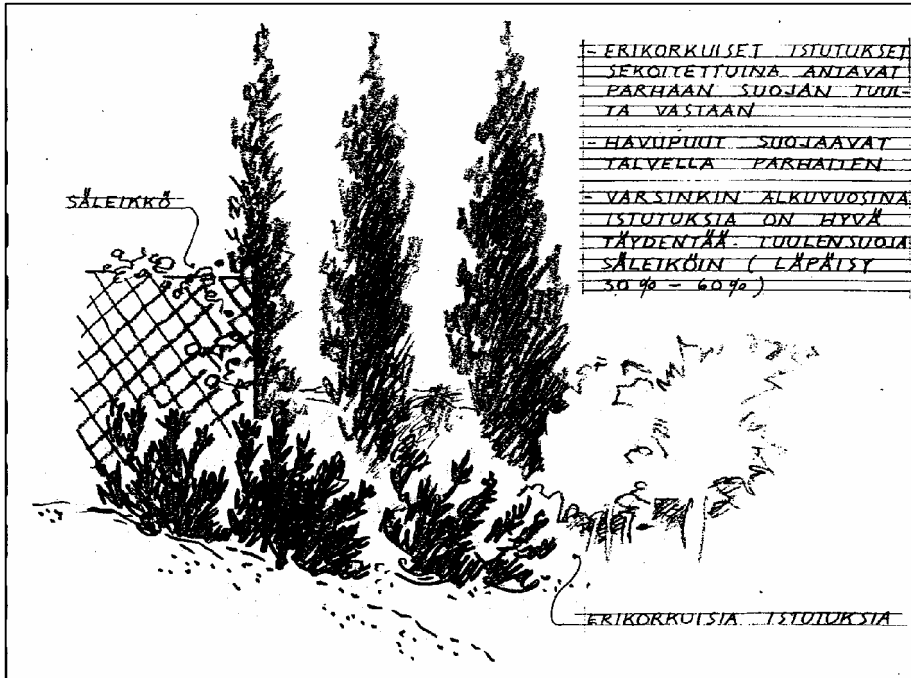 - ERIKORKUISET ISTUTUKSET
SEKOITETTUINA ANTAVAT
PARHAAN SUOJAN TUUL-
TA VASTAAN
- HAVUPUUT SUOJAAVAT
TALVELLA PARHAITEN
- VARSINKIN ALKUVUOSINA
ISTUTUKSIA ON HYVÄ
TÄYDENTÄÄ TUULENSUOJA-
SÄLEIKÖIN ( LÄPÄISY
30 % - 60 % )
SÄLEIKKÖ
ERIKORKUISIA ISTUTUKSIA